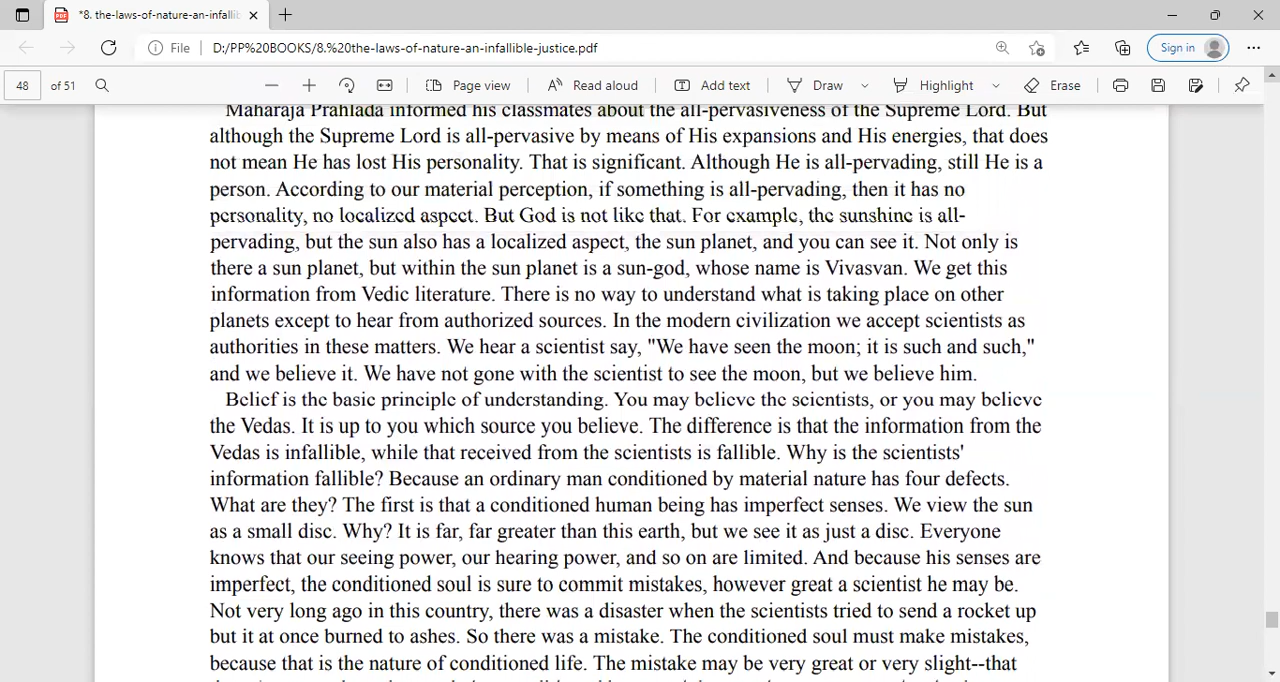 *8. the-laws-of-nature-an-infallib
File D:/PP%20BOOKS/8.%20the-laws-of-nature-an-infallible-justice.pdf Sign in
48 of 51 Page view Read aloud Add text Draw Highlight Erase
Maharaja Prahlada informed his classmates about the all-pervasiveness of the Supreme Lord. But
although the Supreme Lord is all-pervasive by means of His expansions and His energies, that does
not mean He has lost His personality. That is significant. Although He is all-pervading, still He is a
person. According to our material perception, if something is all-pervading, then it has no
personality, no localized aspect. But God is not like that. For example, the sunshine is all-
pervading, but the sun also has a localized aspect, the sun planet, and you can see it. Not only is
there a sun planet, but within the sun planet is a sun-god, whose name is Vivasvan. We get this
information from Vedic literature. There is no way to understand what is taking place on other
planets except to hear from authorized sources. In the modern civilization we accept scientists as
authorities in these matters. We hear a scientist say, "We have seen the moon; it is such and such,"
and we believe it. We have not gone with the scientist to see the moon, but we believe him.
Belief is the basic principle of understanding. You may believe the scientists, or you may believe
the Vedas. It is up to you which source you believe. The difference is that the information from the
Vedas is infallible, while that received from the scientists is fallible. Why is the scientists'
information fallible? Because an ordinary man conditioned by material nature has four defects.
What are they? The first is that a conditioned human being has imperfect senses. We view the sun
as a small disc. Why? It is far, far greater than this earth, but we see it as just a disc. Everyone
knows that our seeing power, our hearing power, and so on are limited. And because his senses are
imperfect, the conditioned soul is sure to commit mistakes, however great a scientist he may be.
Not very long ago in this country, there was a disaster when the scientists tried to send a rocket up
but it at once burned to ashes. So there was a mistake. The conditioned soul must make mistakes,
because that is the nature of conditioned life. The mistake may be very great or very slight--that